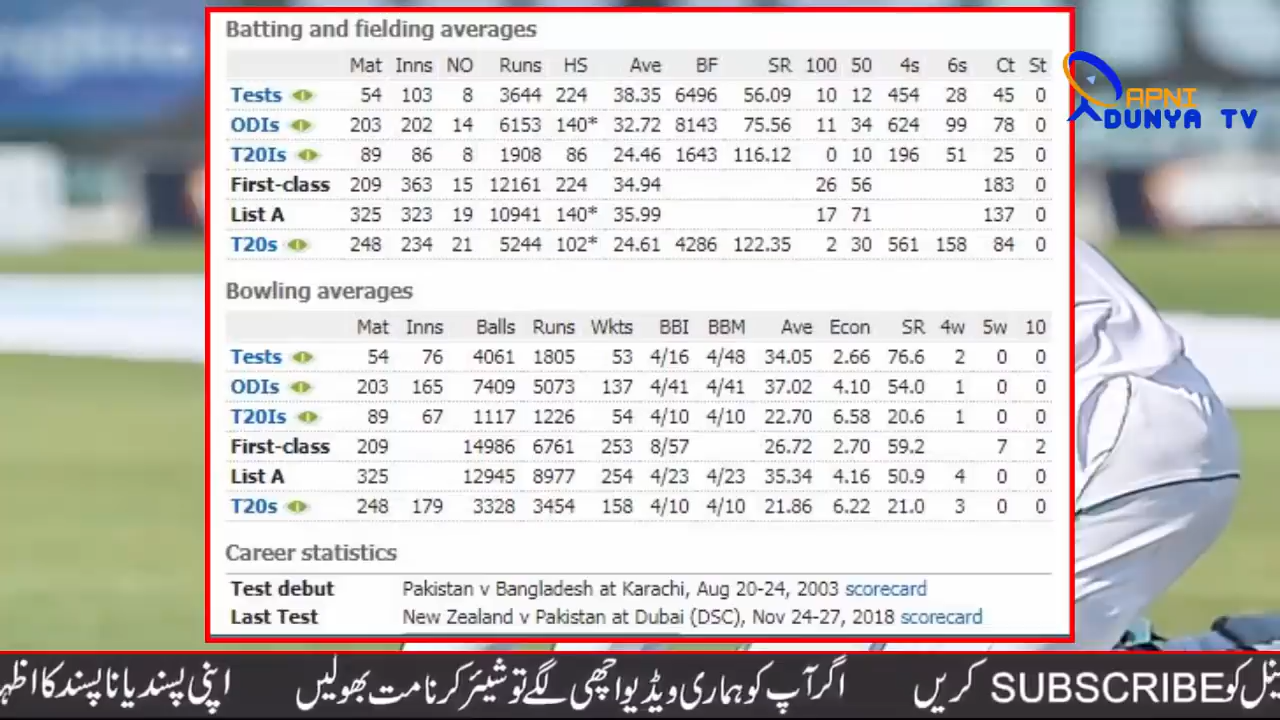 Batting and fielding averages
Mat Inns NO Runs HS Ave BF SR 100 50 4s 6s Ct St
Tests 54 103 8 3644 224 38.35 6496 56.09 10 12 454 28 45 0
ODIs 203 202 14 6153 140* 32.72 8143 75.56 11 34 624 99 78 0
T20Is 89 86 8 1908 86 24.46 1643 116.12 0 10 196 51 25 0
First-class 209 363 15 12161 224 34.94 26 56 183 0
List A 325 323 19 10941 140* 35.99 17 71 137 0
T20s 248 234 21 5244 102* 24.61 4286 122.35 2 30 561 158 84 0
APNI
DUNYA TV
Bowling averages
Mat Inns Balls Runs Wkts BBI BBM Ave Econ SR 4w 5w 10
Tests 54 76 4061 1805 53 4/16 4/48 34.05 2.66 76.6 2 0 0
ODIs 203 165 7409 5073 137 4/41 4/41 37.02 4.10 54.0 1 0 0
T20Is 89 67 1117 1226 54 4/10 4/10 22.70 6.58 20.6 1 0 0
First-class 209 14986 6761 253 8/57 26.72 2.70 59.2 7 2
List A 325 12945 8977 254 4/23 4/23 35.34 4.16 50.9 4 0 0
T20s 248 179 3328 3454 158 4/10 4/10 21.86 6.22 21.0 3 0 0
Career statistics
Test debut Pakistan v Bangladesh at Karachi, Aug 20-24, 2003 scorecard
Last Test New Zealand v Pakistan at Dubai (DSC), Nov 24-27, 2018 scorecard
کو SUBSCRIBE کریں اگر آپ کو ہماری ویڈیو اچھی لگے تو شیئر کرنا مت بھولیں اپنی پسند یا ناپسند کا